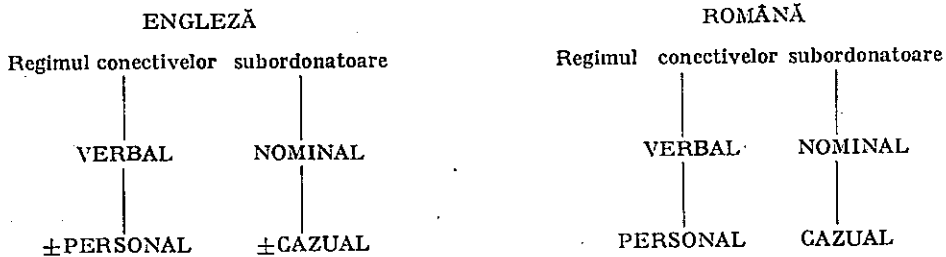 ENGLEZĂ
Regimul conectivelor subordonatoare
VERBAL NOMINAL
±PERSONAL ±CAZUAL
ROMÂNĂ
Regimul conectivelor subordonatoare
VERBAL NOMINAL
PERSONAL CAZUAL